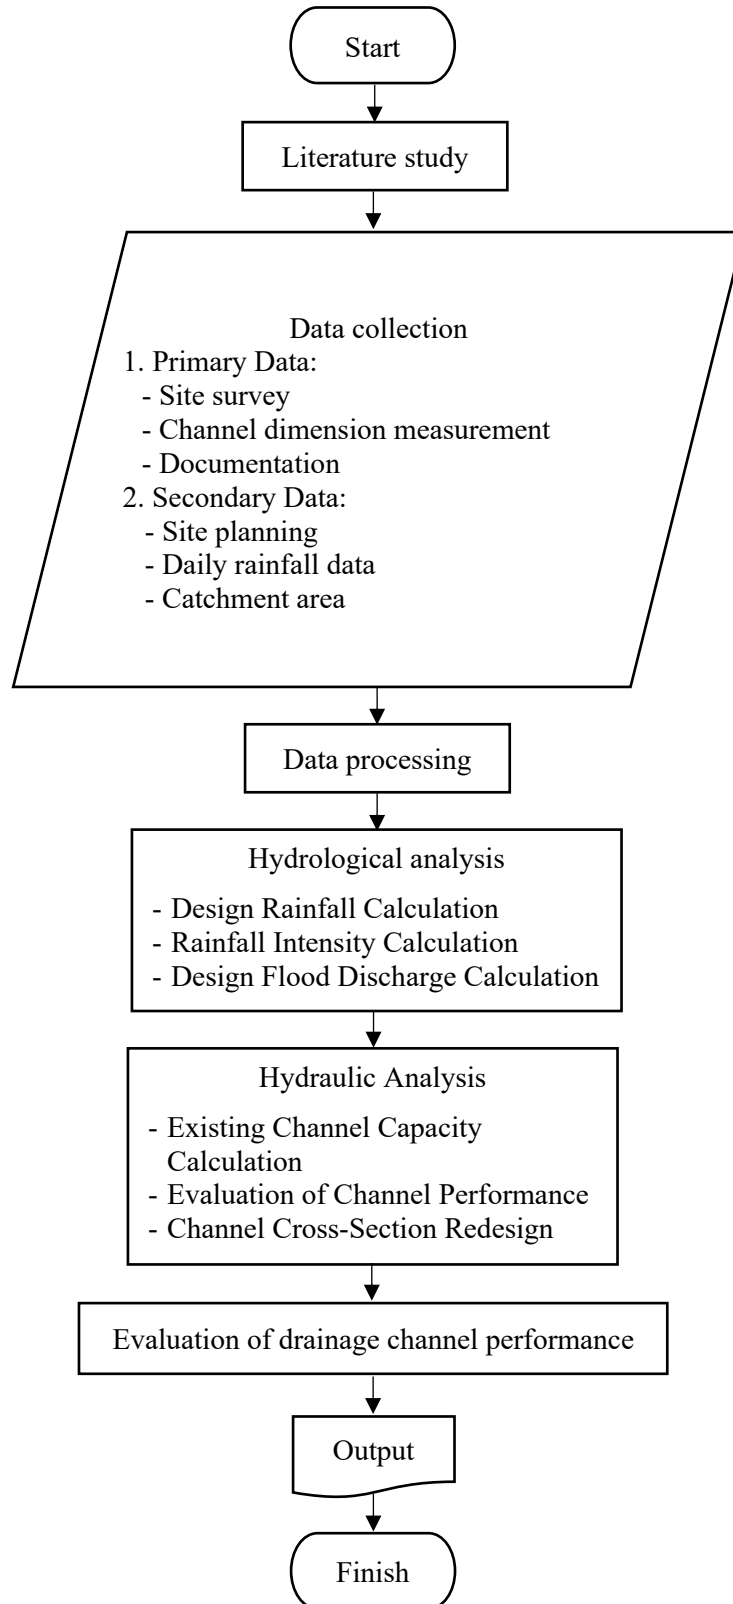 Start
Literature study
Data collection
1. Primary Data:
- Site survey
- Channel dimension measurement
- Documentation
2. Secondary Data:
- Site planning
- Daily rainfall data
- Catchment area
Data processing
Hydrological analysis
- Design Rainfall Calculation
- Rainfall Intensity Calculation
- Design Flood Discharge Calculation
Hydraulic Analysis
- Existing Channel Capacity
Calculation
- Evaluation of Channel Performance
- Channel Cross-Section Redesign
Evaluation of drainage channel performance
Output
Finish